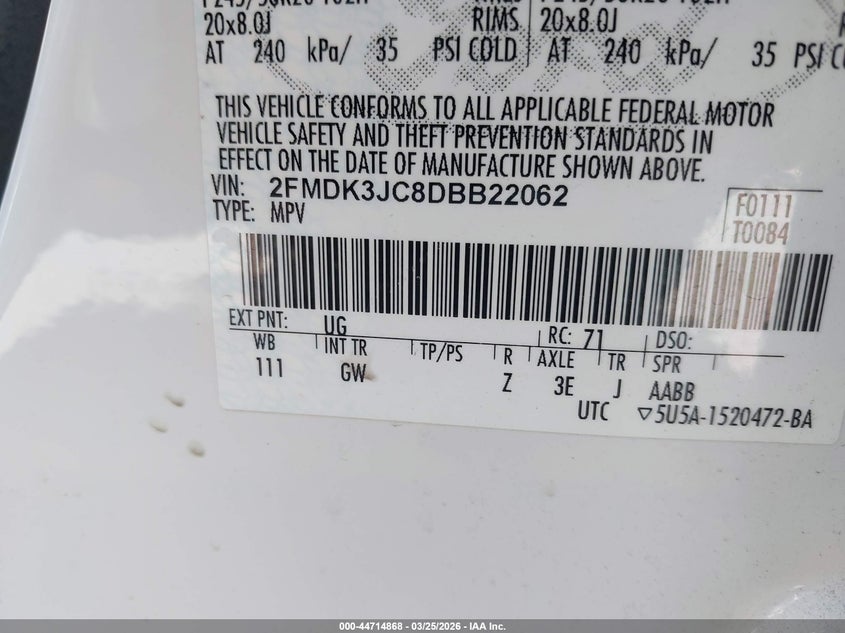 20x8.0J RIMS 20x8.0J
AT 240 kPa/ 35 PSI COLD AT 240 kPa/ 35 PSI
THIS VEHICLE CONFORMS TO ALL APPLICABLE FEDERAL MOTOR
VEHICLE SAFETY AND THEFT PREVENTION STANDARDS IN
EFFECT ON THE DATE OF MANUFACTURE SHOWN ABOVE.
VIN: 2FMDK3JC8DBB22062
TYPE: MPV
F0111
T0084
EXT PNT: UG RC: 71 DSO:
WB INT TR TP/PS R AXLE TR SPR
111 GW Z 3E J AABB
UTC ▽5U5A-1520472-BA
000-44714868 - 03/25/2026 - IAA Inc.